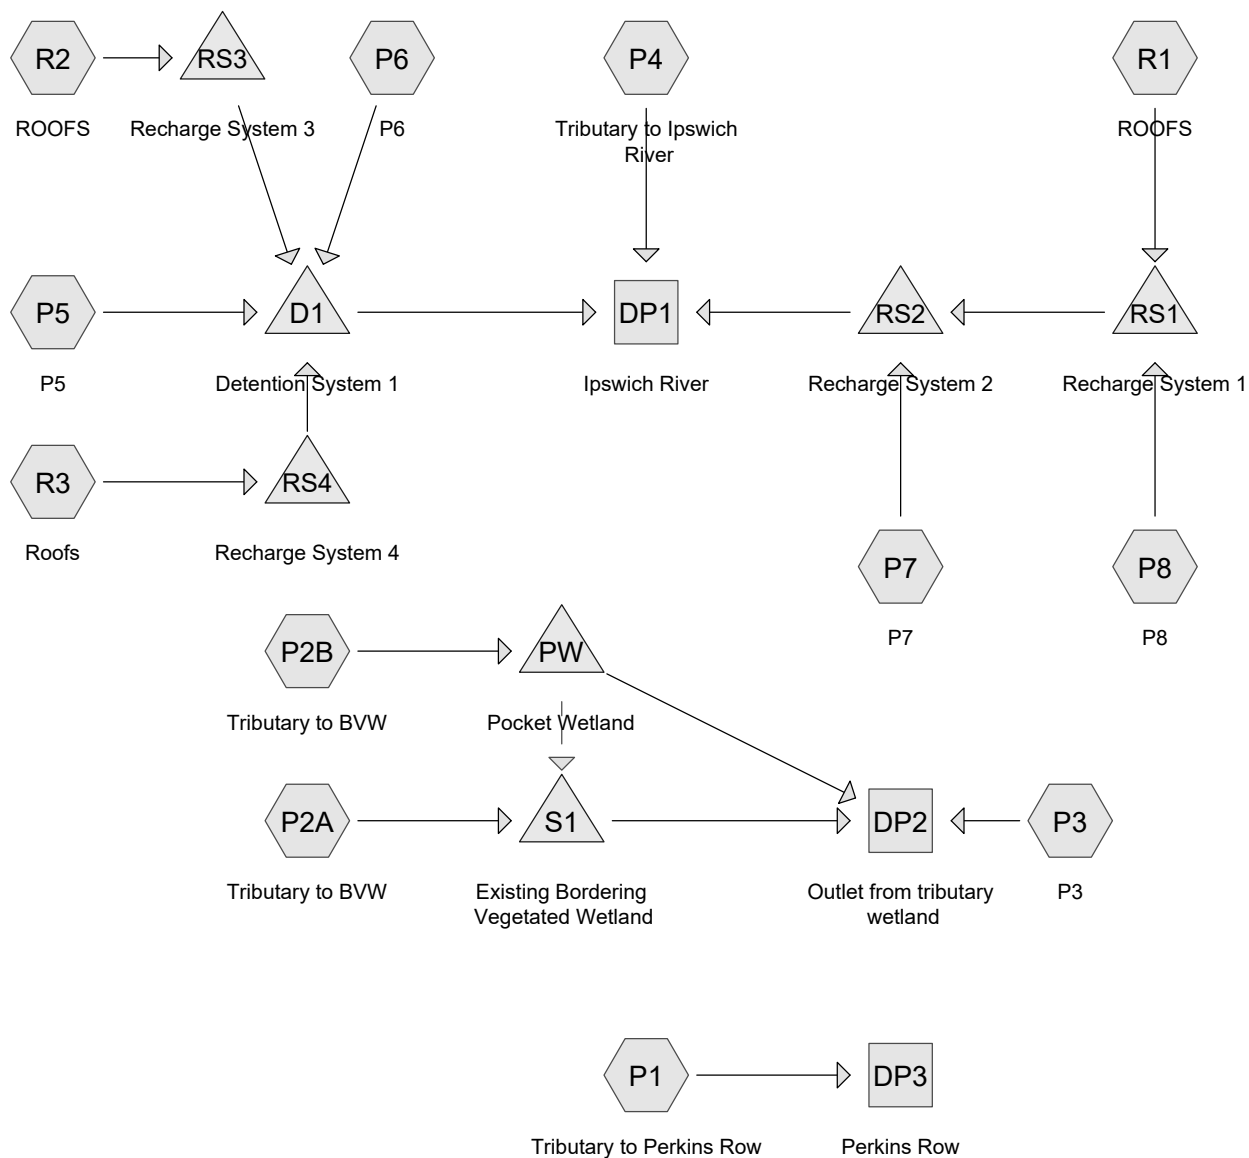 R2
RS3
P6
P4
R1
ROOFS
Recharge System 3
P6
Tributary to Ipswich
River
ROOFS
P5
D1
DP1
RS2
RS1
P5
Detention System 1
Ipswich River
Recharge System 2
Recharge System 1
R3
RS4
Roofs
Recharge System 4
P7
P8
P7
P8
P2B
PW
Tributary to BVW
Pocket Wetland
P2A
S1
DP2
P3
Tributary to BVW
Existing Bordering
Vegetated Wetland
Outlet from tributary
wetland
P3
P1
DP3
Tributary to Perkins Row
Perkins Row